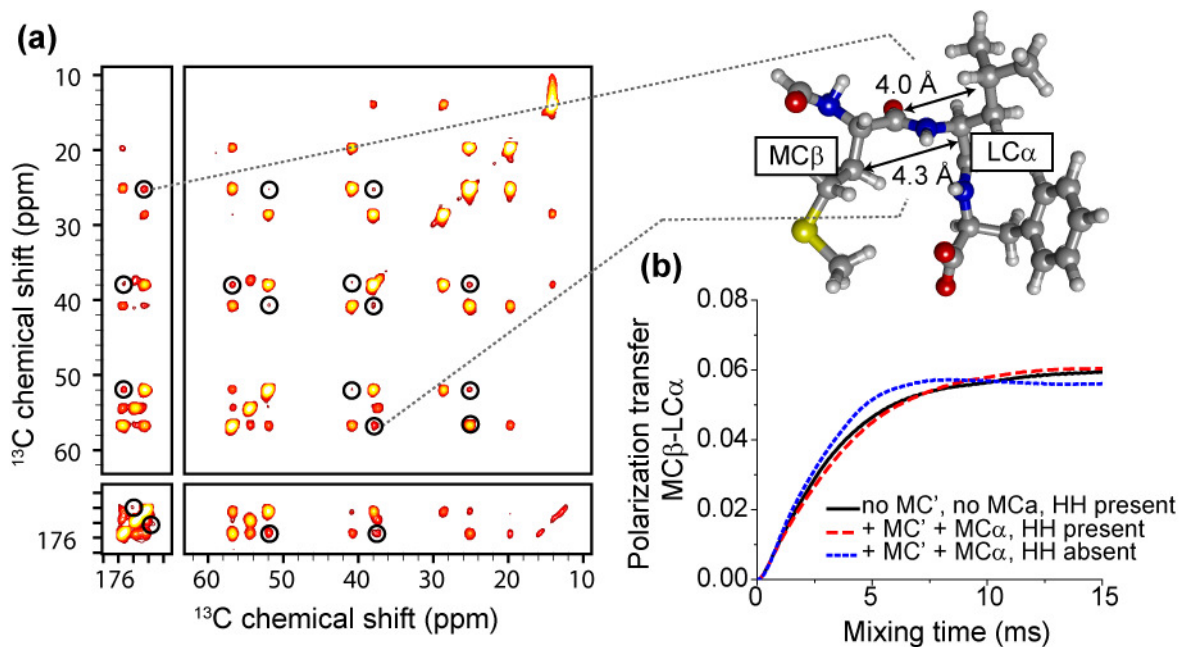 (a)
10
20
30
40
50
60
176
¹³C chemical shift (ppm)
176
60
50
40
30
20
10
¹³C chemical shift (ppm)
4.0 Å
MCβ
LCα
4.3 Å
(b)
0.08
0.06
0.04
0.02
0.00
Polarization transfer
MCβ-LCα
no MC', no MCa, HH present
+ MC' + MCα, HH present
+ MC' + MCα, HH absent
0
5
10
15
Mixing time (ms)